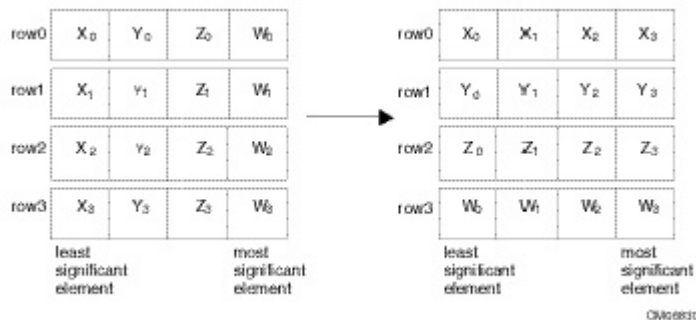 row0 X₀ Y₀ Z₀ W₀ row0 X₀ X₁ X₂ X₃
row1 X₁ Y₁ Z₁ W₁ row1 Y₀ Y₁ Y₂ Y₃
row2 X₂ Y₂ Z₂ W₂ row2 Z₀ Z₁ Z₂ Z₃
row3 X₃ Y₃ Z₃ W₃ row3 W₀ W₁ W₂ W₃
least most least most
significant significant significant significant
element element element element